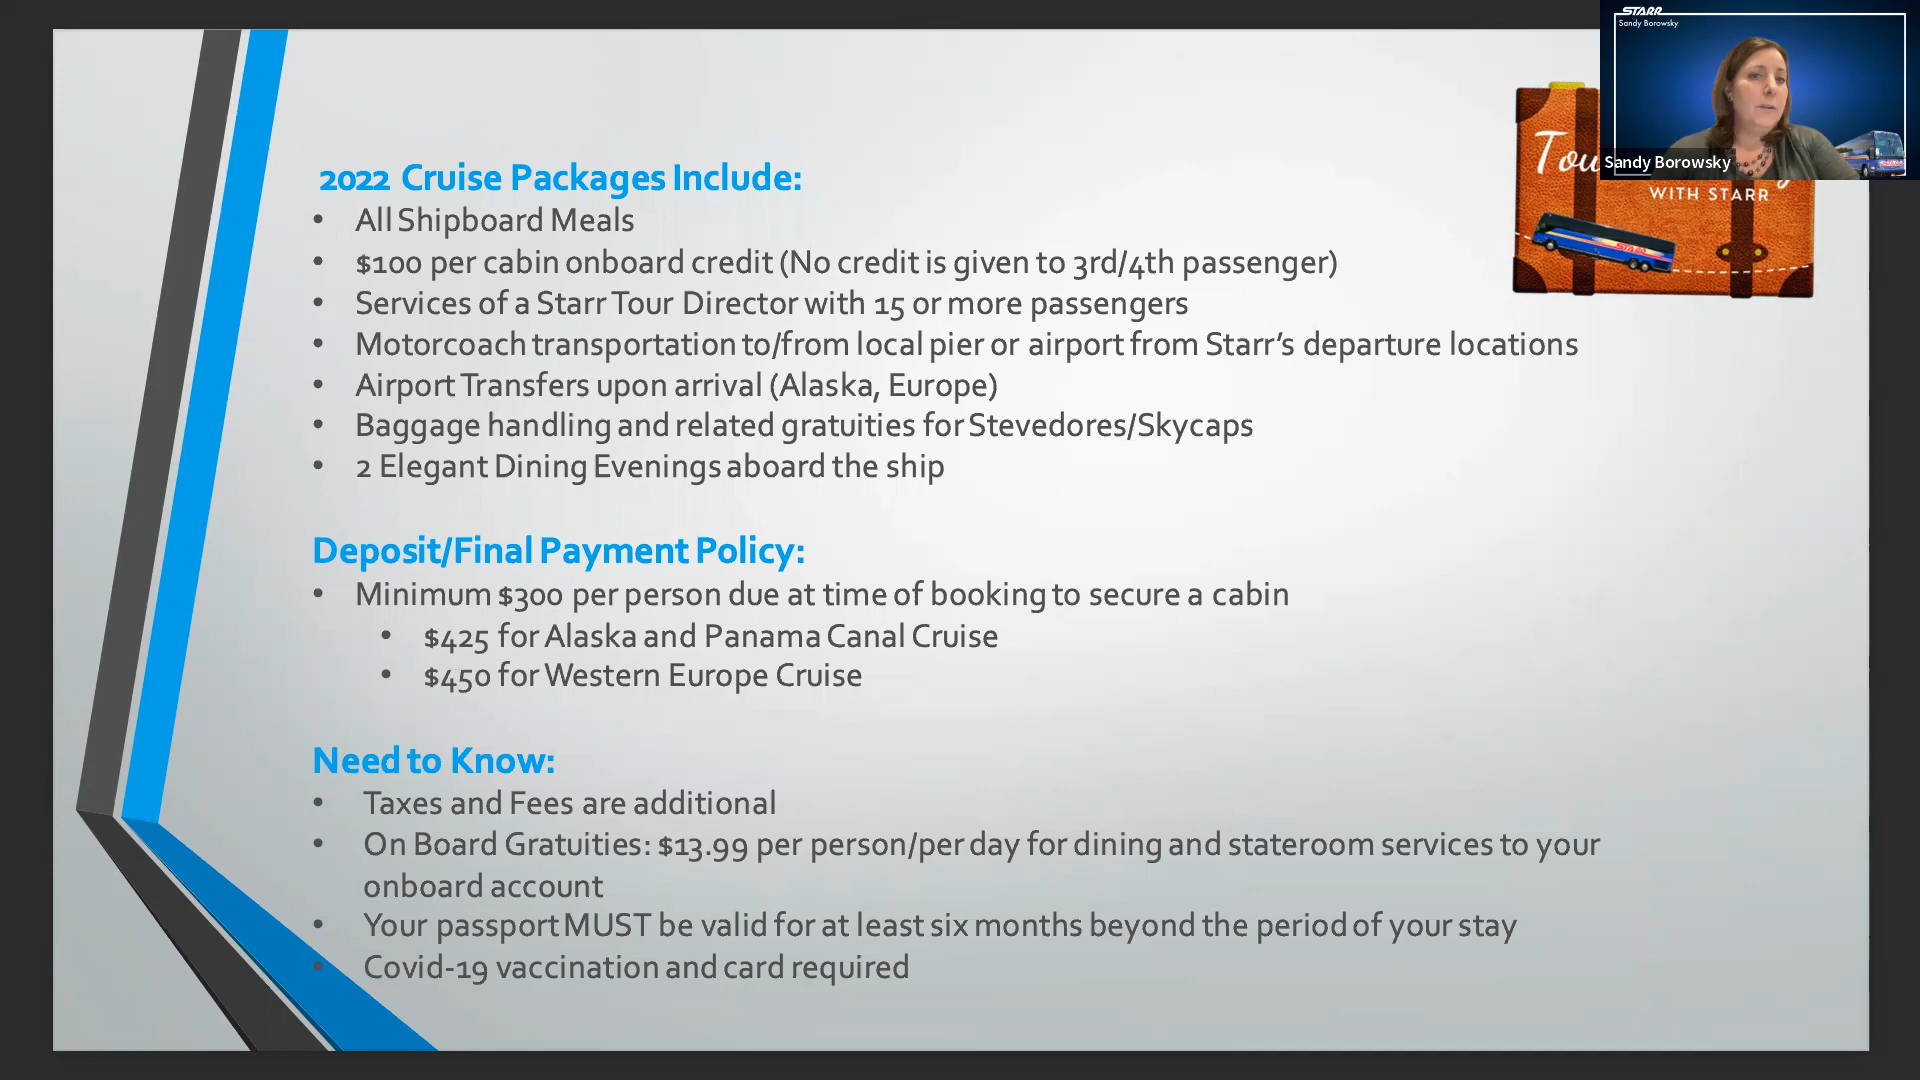 STARR
Sandy Borowsky
Tou
Sandy Borowsky
WITH STARR
STARR
2022 Cruise Packages Include:
• All Shipboard Meals
• $100 per cabin onboard credit (No credit is given to 3rd/4th passenger)
• Services of a Starr Tour Director with 15 or more passengers
• Motorcoach transportation to/from local pier or airport from Starr's departure locations
• Airport Transfers upon arrival (Alaska, Europe)
• Baggage handling and related gratuities for Stevedores/Skycaps
• 2 Elegant Dining Evenings aboard the ship
Deposit/Final Payment Policy:
• Minimum $300 per person due at time of booking to secure a cabin
• $425 for Alaska and Panama Canal Cruise
• $450 for Western Europe Cruise
Need to Know:
• Taxes and Fees are additional
• On Board Gratuities: $13.99 per person/per day for dining and stateroom services to your
onboard account
• Your passport MUST be valid for at least six months beyond the period of your stay
• Covid-19 vaccination and card required